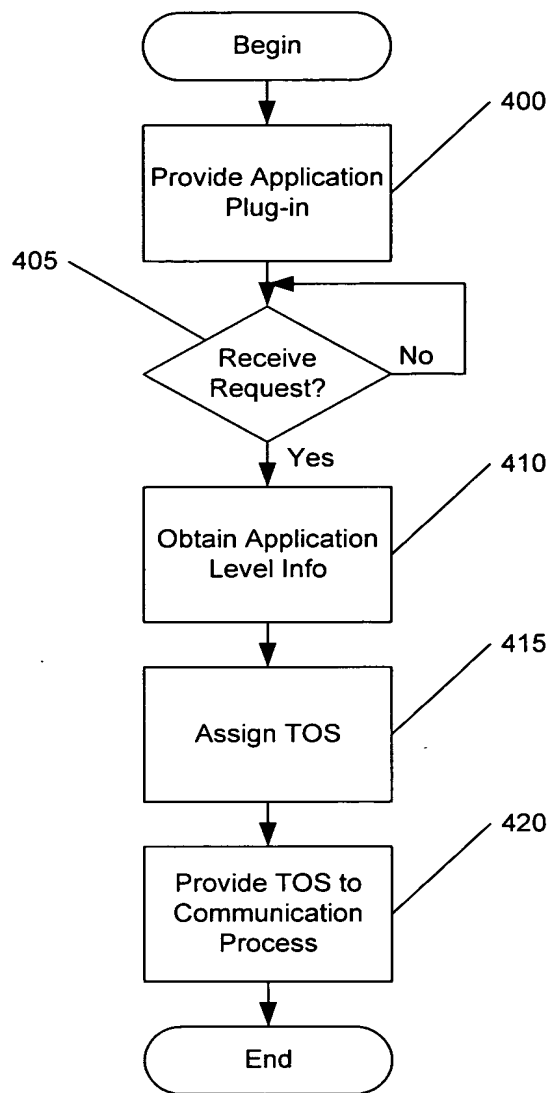 Begin
400
Provide Application
Plug-in
405
Receive
Request?
No
Yes
410
Obtain Application
Level Info
415
Assign TOS
420
Provide TOS to
Communication
Process
End